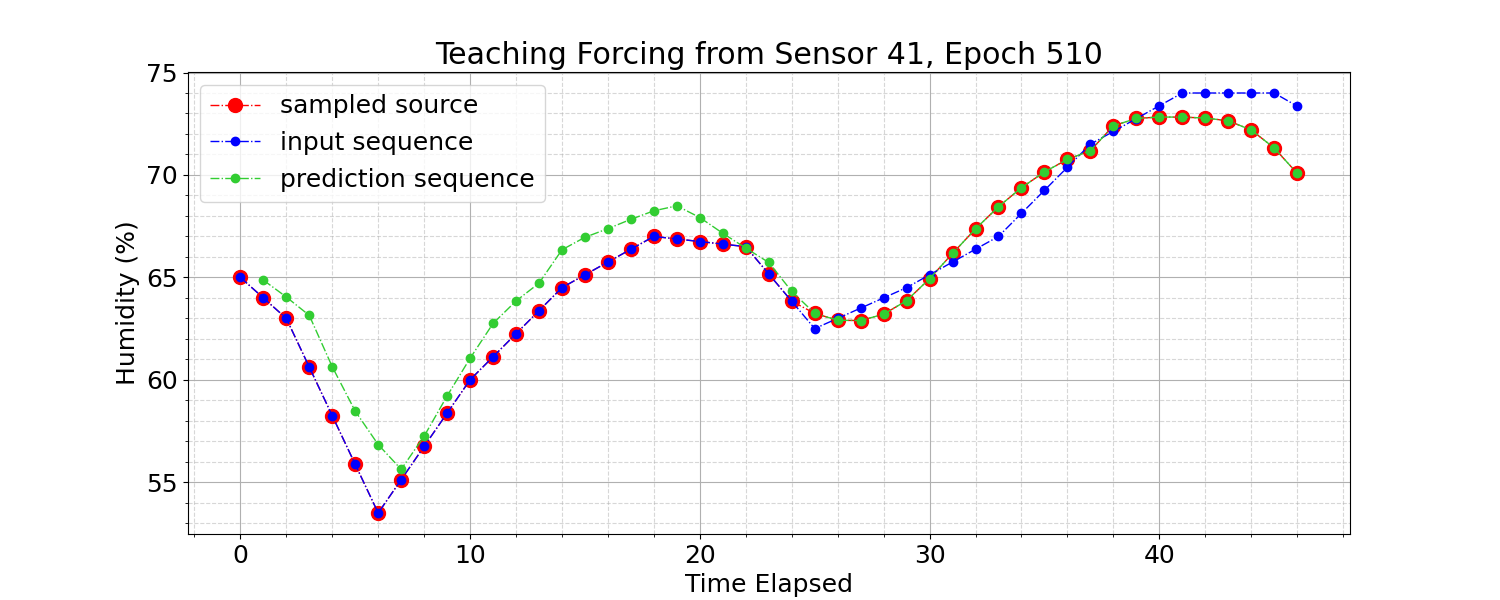 Teaching Forcing from Sensor 41, Epoch 510
75
70
65
60
55
Humidity (%)
sampled source
input sequence
prediction sequence
0 10 20 30 40
Time Elapsed